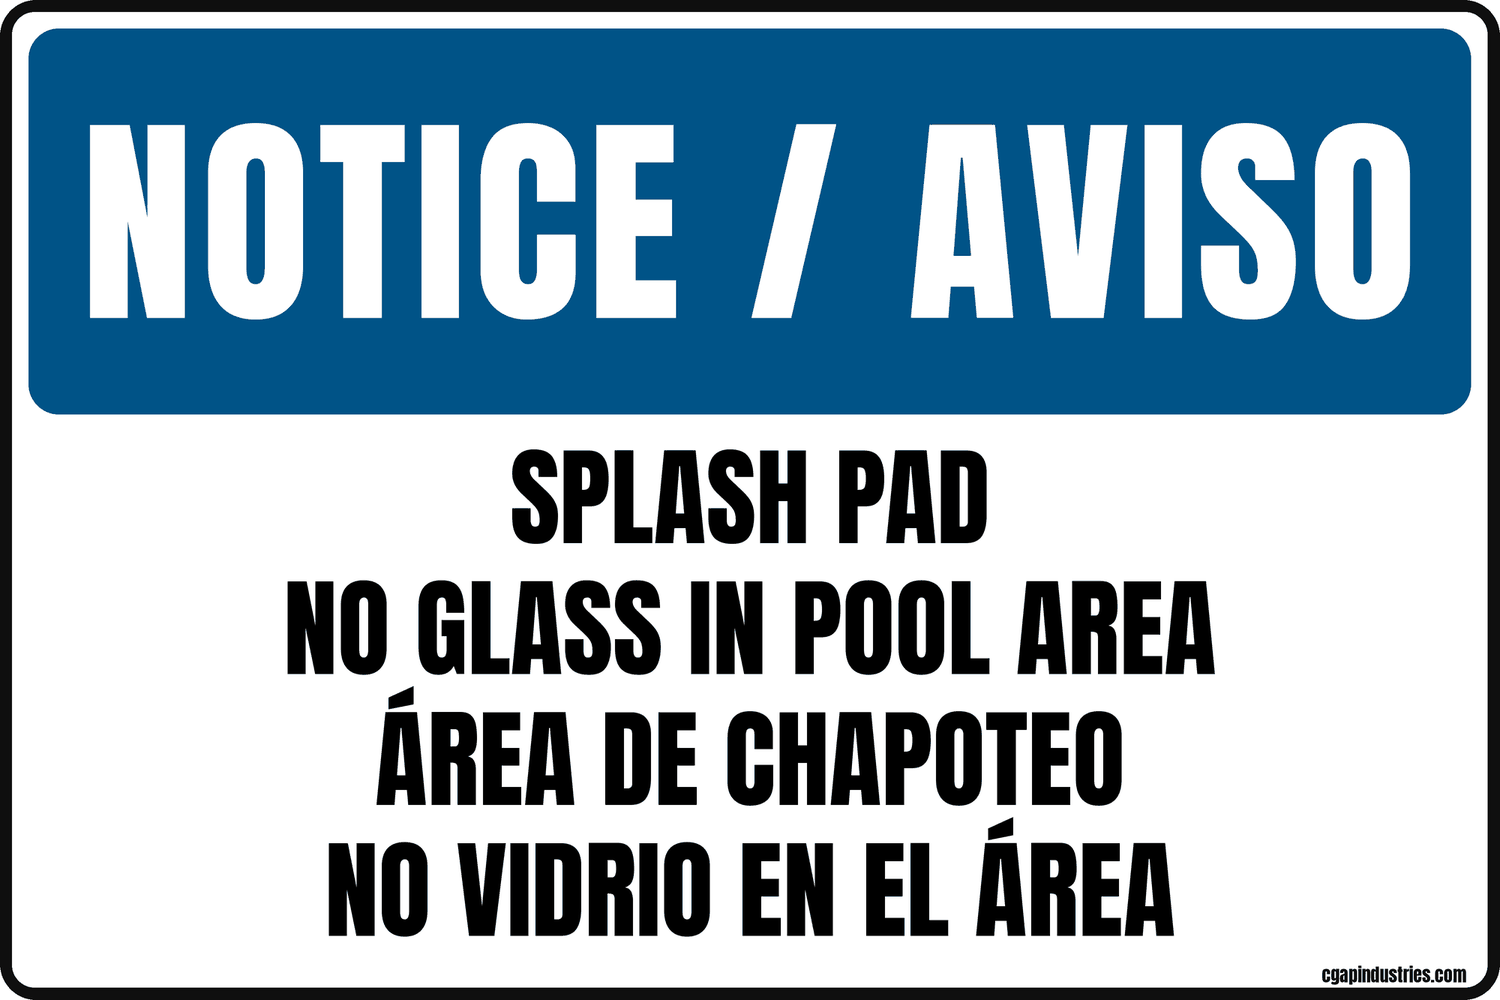 NOTICE / AVISO
SPLASH PAD
NO GLASS IN POOL AREA
ÁREA DE CHAPOTEO
NO VIDRIO EN EL ÁREA
cgapindustries.com